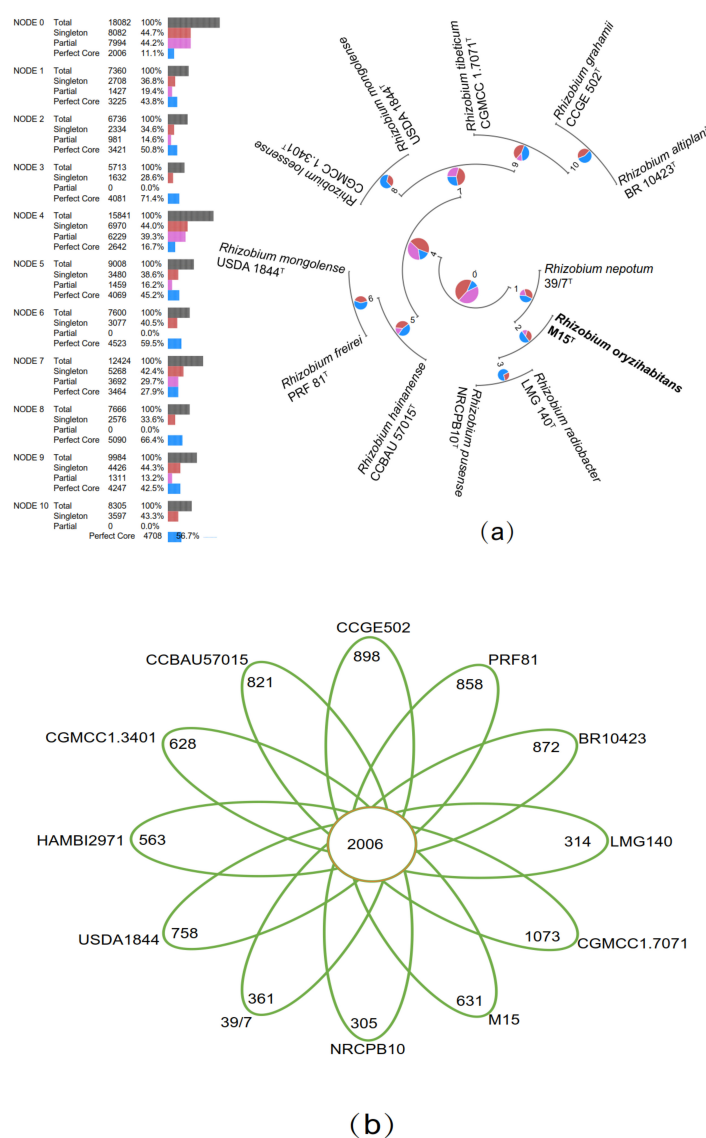 NODE 0 Total 18082 100%
Singleton 8082 44.7%
Partial 7994 44.2%
Perfect Core 2006 11.1%
NODE 1 Total 7360 100%
Singleton 2708 36.8%
Partial 1427 19.4%
Perfect Core 3225 43.8%
NODE 2 Total 6736 100%
Singleton 2334 34.6%
Partial 981 14.6%
Perfect Core 3421 50.8%
NODE 3 Total 5713 100%
Singleton 1632 28.6%
Partial 0 0.0%
Perfect Core 4081 71.4%
NODE 4 Total 15841 100%
Singleton 6970 44.0%
Partial 6229 39.3%
Perfect Core 2642 16.7%
NODE 5 Total 9008 100%
Singleton 3480 38.6%
Partial 1459 16.2%
Perfect Core 4069 45.2%
NODE 6 Total 7600 100%
Singleton 3077 40.5%
Partial 0 0.0%
Perfect Core 4523 59.5%
NODE 7 Total 12424 100%
Singleton 5268 42.4%
Partial 3692 29.7%
Perfect Core 3464 27.9%
NODE 8 Total 7666 100%
Singleton 2576 33.6%
Partial 0 0.0%
Perfect Core 5090 66.4%
NODE 9 Total 9984 100%
Singleton 4426 44.3%
Partial 1311 13.2%
Perfect Core 4247 42.5%
NODE 10 Total 8305 100%
Singleton 3597 43.3%
Partial 0 0.0%
Perfect Core 4708 56.7%
Rhizobium loessense
CGMCC 1.3401ᵀ
Rhizobium mongolense
USDA 1844ᵀ
Rhizobium tibeticum
CGMCC 1.7071ᵀ
Rhizobium grahamii
CCGE 502ᵀ
Rhizobium altiplani
BR 10423ᵀ
Rhizobium nepotum
39/7ᵀ
Rhizobium oryzihabitans
M15ᵀ
Rhizobium radiobacter
LMG 140ᵀ
Rhizobium pusense
NRCPB10ᵀ
Rhizobium hainanense
CCBAU 57015ᵀ
Rhizobium freirei
PRF 81ᵀ
Rhizobium mongolense
USDA 1844ᵀ
0
1
2
3
4
5
6
7
8
9
10
(a)
CCGE502
898
CCBAU57015
821
PRF81
858
CGMCC1.3401
628
BR10423
872
HAMBI2971
563
2006
314
LMG140
USDA1844
758
1073
CGMCC1.7071
39/7
361
NRCPB10
305
M15
631
(b)